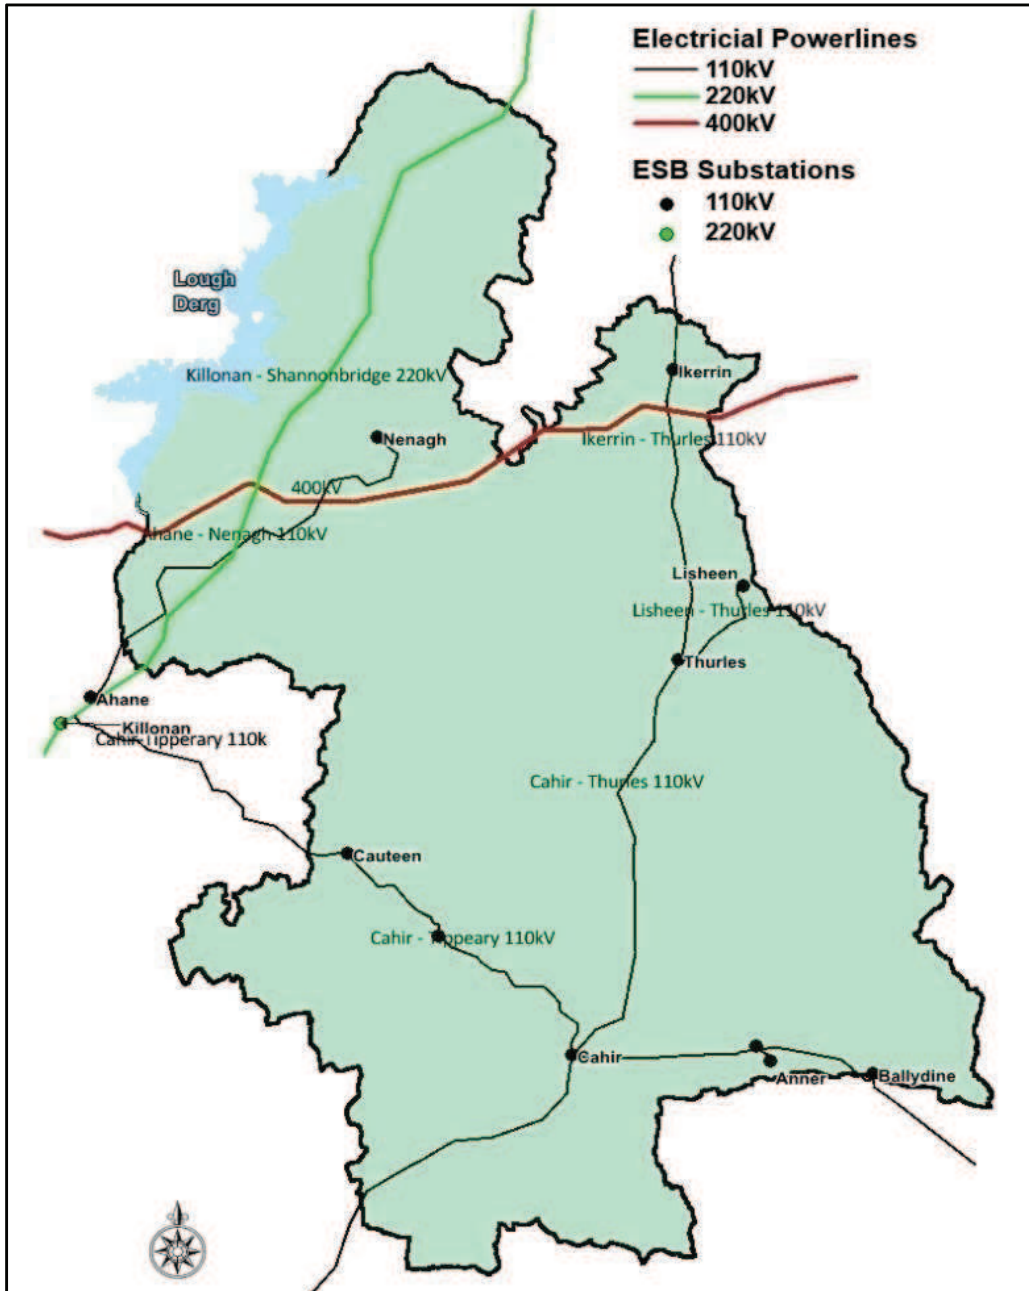 Electricial Powerlines
110kV
220kV
400kV
ESB Substations
110kV
220kV
Lough
Derg
Killonan - Shannonbridge 220kV
Ikerrin
Nenagh
Ikerrin - Thurles 110kV
400kV
Ahane - Nenagh 110kV
Lisheen
Lisheen - Thurles 110kV
Thurles
Ahane
Killonan
Cahir-Tipperary 110k
Cahir - Thurles 110kV
Cauteen
Cahir - Tippeary 110kV
Cahir
Anner
Ballydine